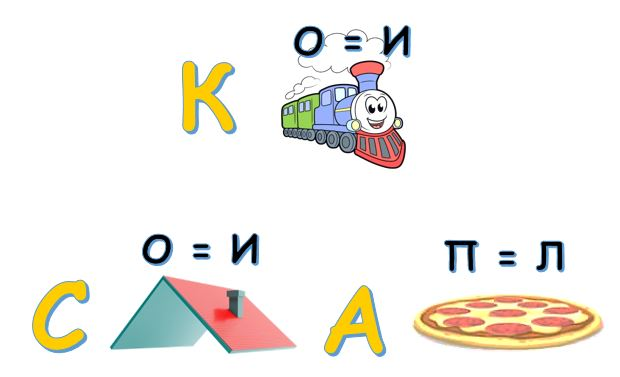 О = И
К
О = И
П = Л
С
А